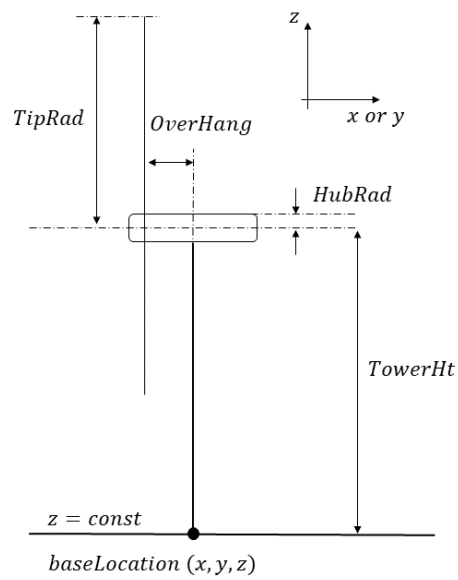 z
TipRad
x or y
OverHang
HubRad
TowerHt
z = const
baseLocation (x, y, z)